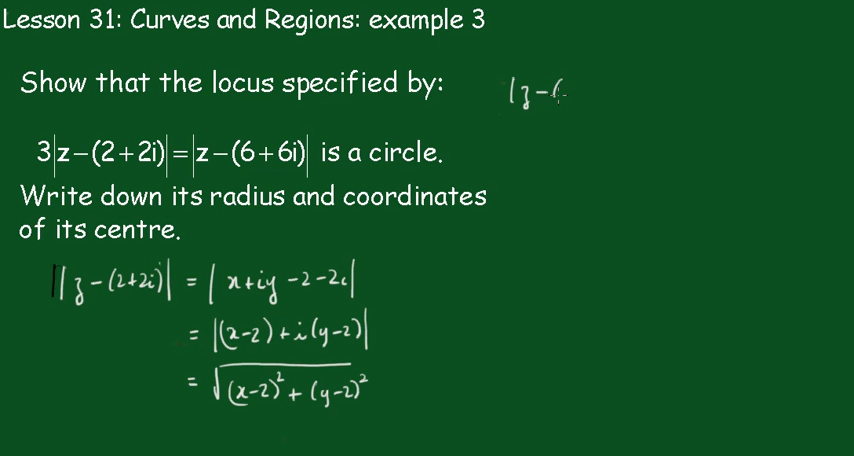 Lesson 31: Curves and Regions: example 3
Show that the locus specified by:
|z-(
3|z-(2+2i)|=|z-(6+6i)| is a circle.
Write down its radius and coordinates
of its centre.
||z-(2+2i)| = |x+iy-2-2i|
= |(x-2)+i(y-2)|
= √(x-2)²+(y-2)²